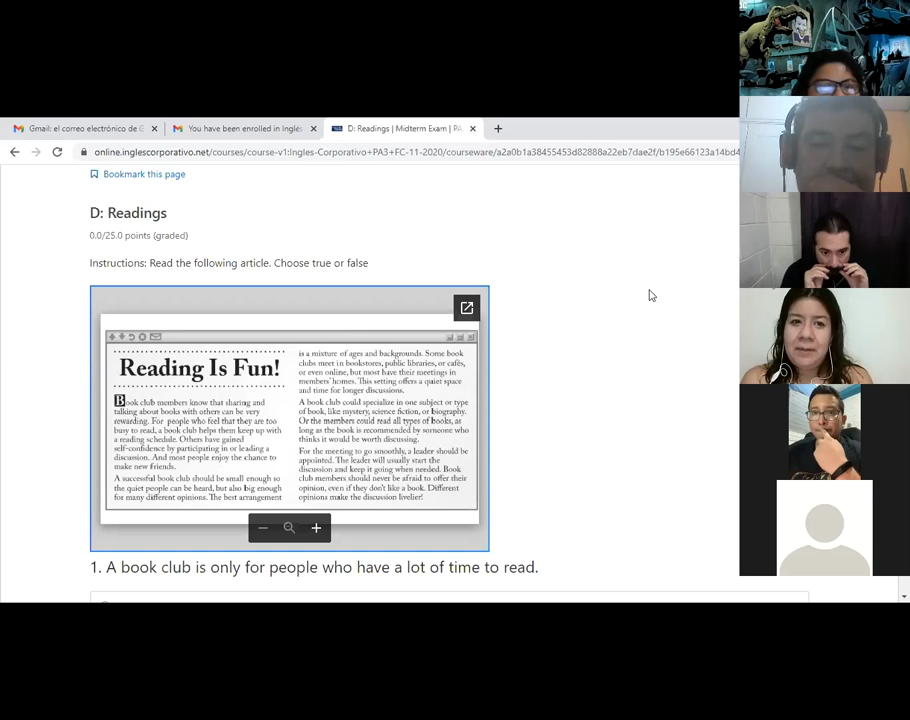 Gmail: el correo electrónico de
You have been enrolled in Inglés
D: Readings | Midterm Exam | PA
online.inglescorporativo.net/courses/course-v1:Ingles-Corporativo+PA3+FC-11-2020/courseware/a2a0b1a38455453d82888a22eb7dae2f/b195e66123a14bd4
Bookmark this page
D: Readings
0.0/25.0 points (graded)
Instructions: Read the following article. Choose true or false
Reading Is Fun!
Book club members know that sharing and
talking about books with others can be very
rewarding. For people who feel that they are too
busy to read, a book club helps them keep up with
a reading schedule. Others have gained
self-confidence by participating in or leading a
discussion. And most people enjoy the chance to
make new friends.
A successful book club should be small enough so
the quiet people can be heard, but also big enough
for many different opinions. The best arrangement
is a mixture of ages and backgrounds. Some book
clubs meet in bookstores, public libraries, or cafés,
or even online, but most have their meetings in
members' homes. This setting offers a quiet space
and time for longer discussions.
A book club could specialize in one subject or type
of book, like mystery, science fiction, or biography.
Or the members could read all types of books, as
long as the book is recommended by someone who
thinks it would be worth discussing.
For the meeting to go smoothly, a leader should be
appointed. The leader will usually start the
discussion and keep it going when needed. Book
club members should never be afraid to offer their
opinion, even if they don't like a book. Different
opinions make the discussion livelier!
1. A book club is only for people who have a lot of time to read.